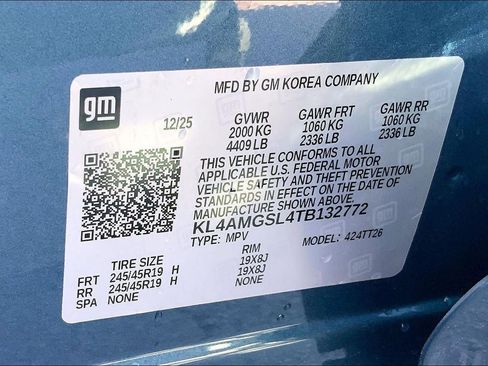 MFD BY GM KOREA COMPANY
gm
12/25 GVWR GAWR FRT GAWR RR
2000 KG 1060 KG 1060 KG
4409 LB 2336 LB 2336 LB
THIS VEHICLE CONFORMS TO ALL
APPLICABLE U.S. FEDERAL MOTOR
VEHICLE SAFETY AND THEFT PREVENTION
STANDARDS IN EFFECT ON THE DATE OF
MANUFACTURE SHOWN ABOVE.
KL4AMGSL4TB132772
TYPE: MPV MODEL: 424TT26
TIRE SIZE RIM
FRT 245/45R19 H 19X8J
RR 245/45R19 H 19X8J
SPA NONE NONE